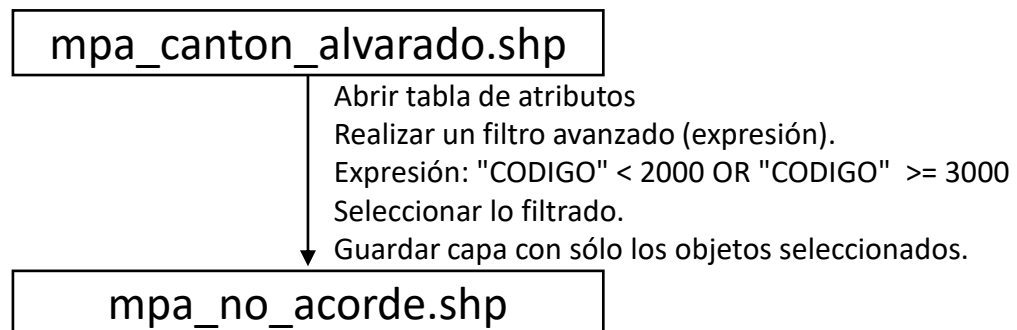 mpa_canton_alvarado.shp
Abrir tabla de atributos
Realizar un filtro avanzado (expresión).
Expresión: "CODIGO" < 2000 OR "CODIGO"  >= 3000
Seleccionar lo filtrado.
Guardar capa con sólo los objetos seleccionados.
mpa_no_acorde.shp